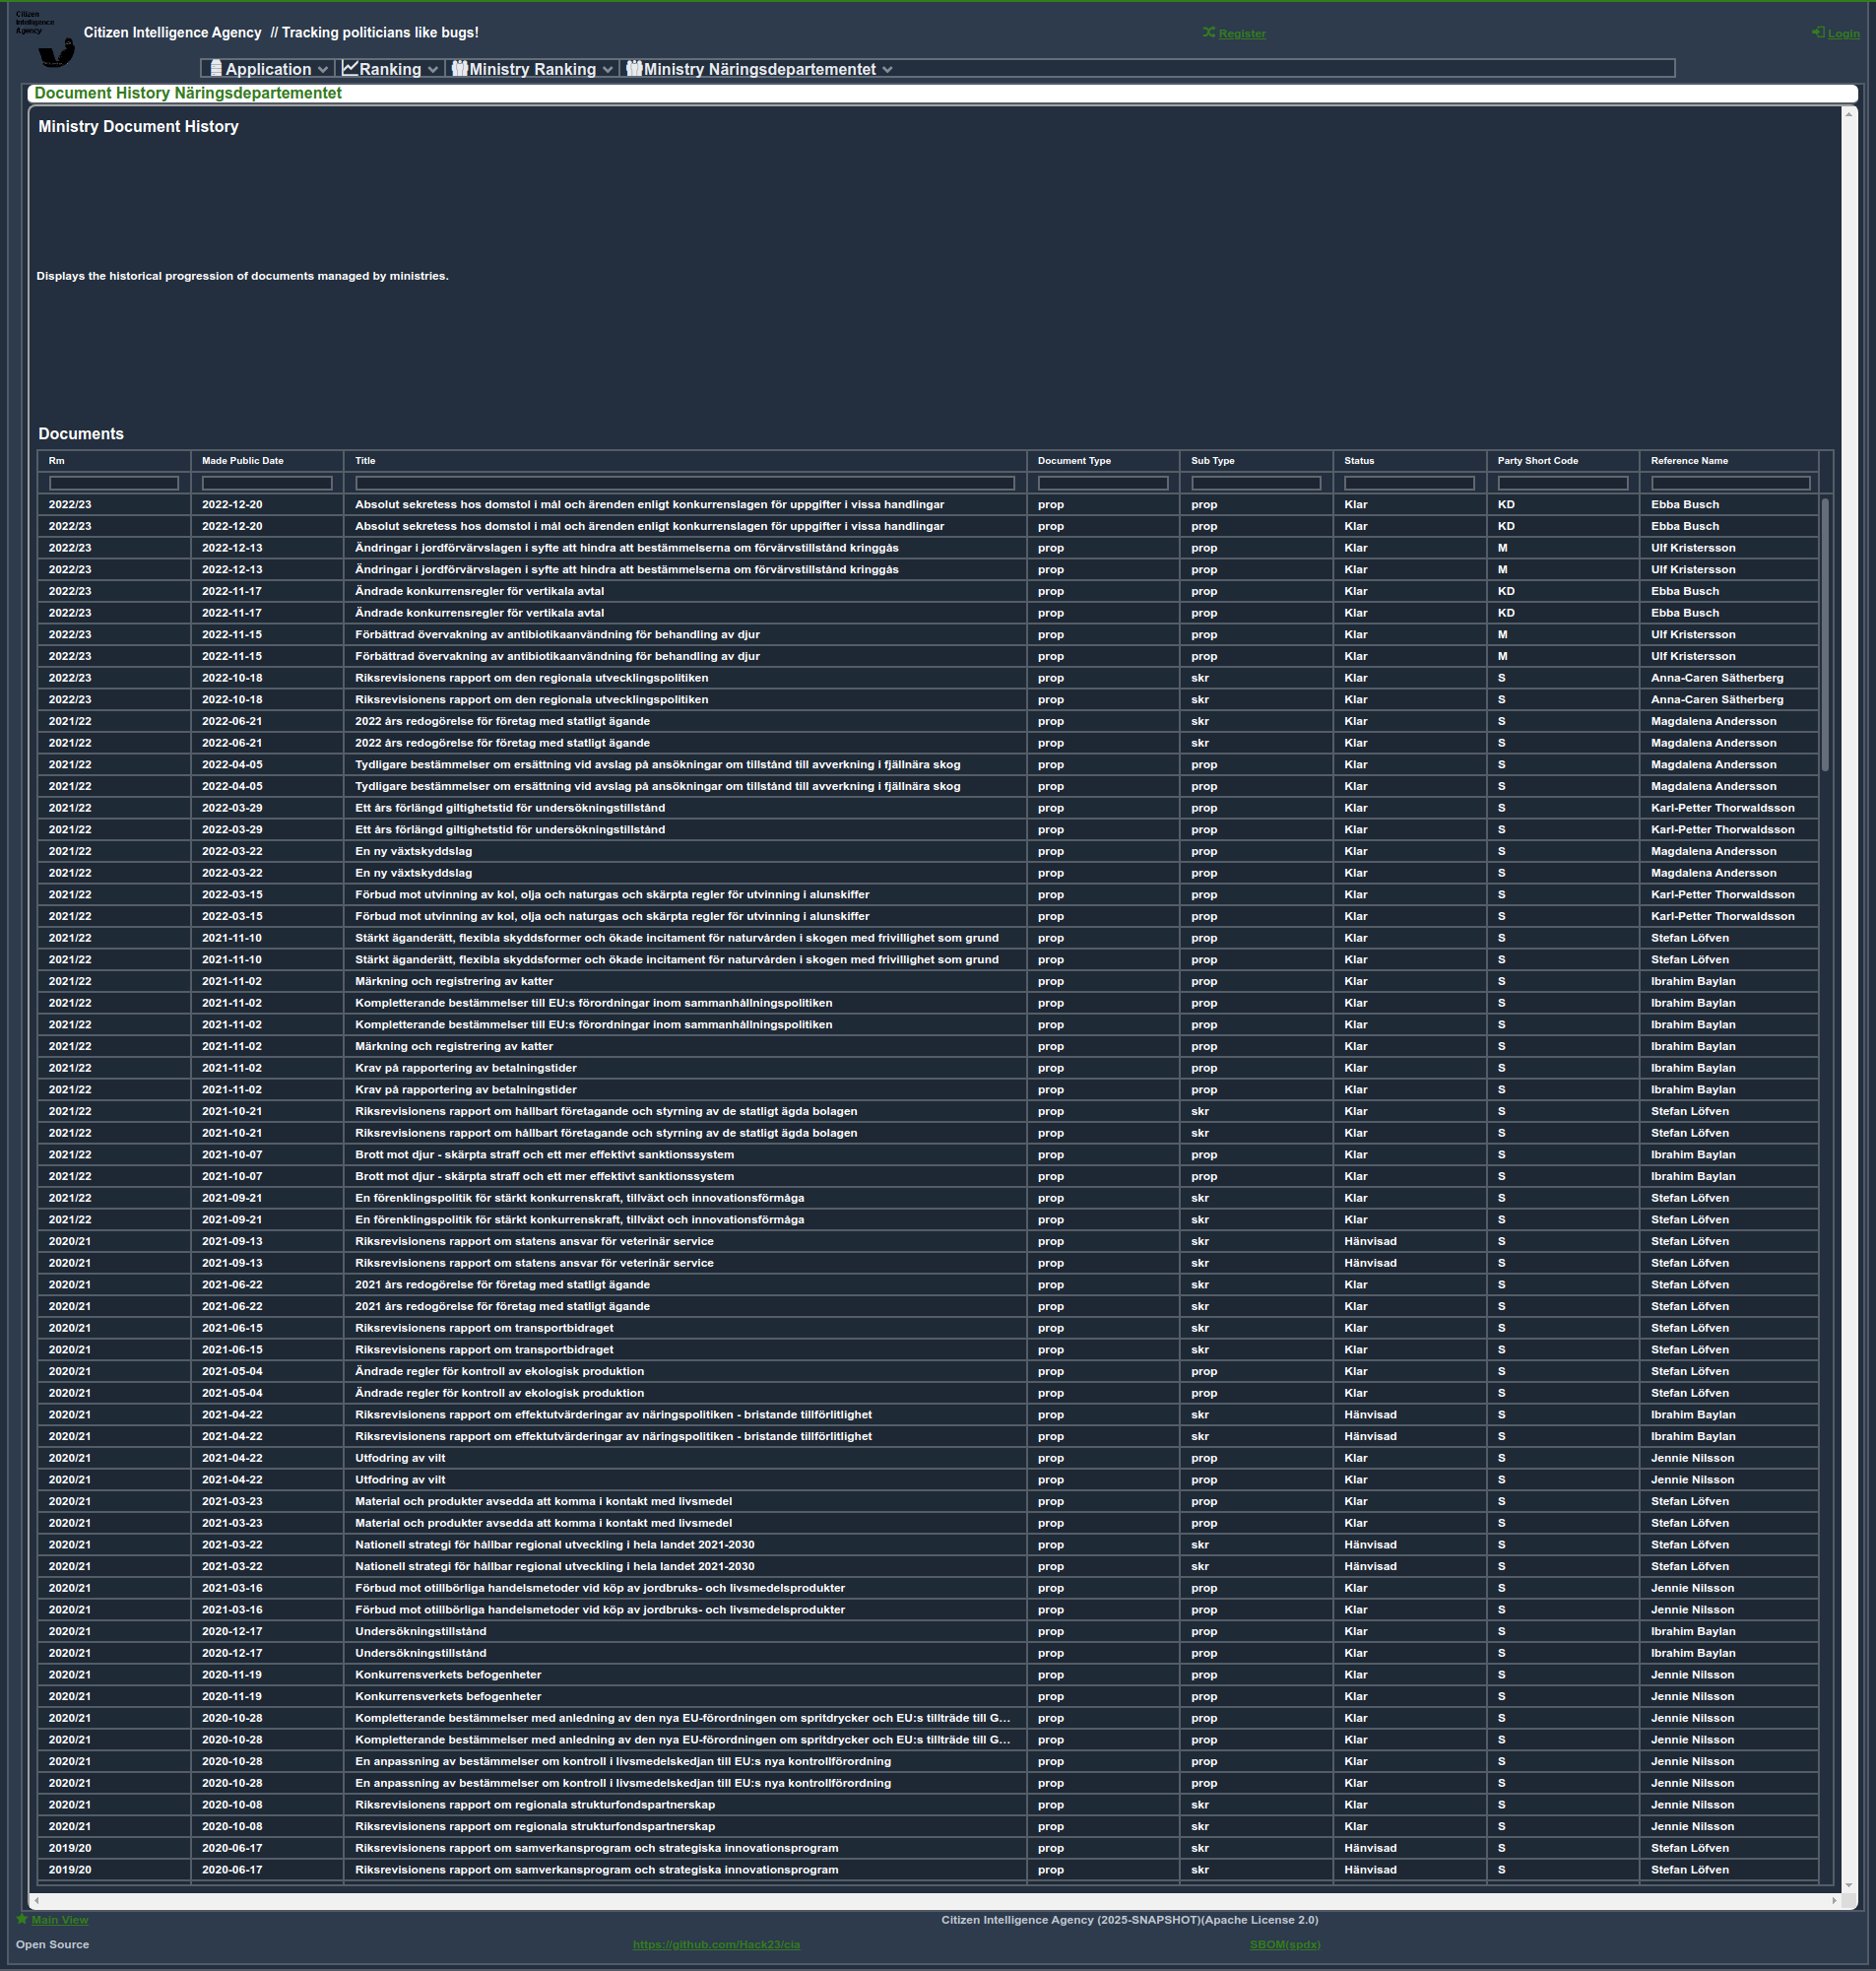 Citizen
Intelligence
Agency
Citizen Intelligence Agency // Tracking politicians like bugs!
Register
Login
Application Ranking Ministry Ranking Ministry Näringsdepartementet
Document History Näringsdepartementet
Ministry Document History
Displays the historical progression of documents managed by ministries.
Documents
Rm Made Public Date Title Document Type Sub Type Status Party Short Code Reference Name
2022/23 2022-12-20 Absolut sekretess hos domstol i mål och ärenden enligt konkurrenslagen för uppgifter i vissa handlingar prop prop Klar KD Ebba Busch
2022/23 2022-12-20 Absolut sekretess hos domstol i mål och ärenden enligt konkurrenslagen för uppgifter i vissa handlingar prop prop Klar KD Ebba Busch
2022/23 2022-12-13 Ändringar i jordförvärvslagen i syfte att hindra att bestämmelserna om förvärvstillstånd kringgås prop prop Klar M Ulf Kristersson
2022/23 2022-12-13 Ändringar i jordförvärvslagen i syfte att hindra att bestämmelserna om förvärvstillstånd kringgås prop prop Klar M Ulf Kristersson
2022/23 2022-11-17 Ändrade konkurrensregler för vertikala avtal prop prop Klar KD Ebba Busch
2022/23 2022-11-17 Ändrade konkurrensregler för vertikala avtal prop prop Klar KD Ebba Busch
2022/23 2022-11-15 Förbättrad övervakning av antibiotikaanvändning för behandling av djur prop prop Klar M Ulf Kristersson
2022/23 2022-11-15 Förbättrad övervakning av antibiotikaanvändning för behandling av djur prop prop Klar M Ulf Kristersson
2022/23 2022-10-18 Riksrevisionens rapport om den regionala utvecklingspolitiken prop skr Klar S Anna-Caren Sätherberg
2022/23 2022-10-18 Riksrevisionens rapport om den regionala utvecklingspolitiken prop skr Klar S Anna-Caren Sätherberg
2021/22 2022-06-21 2022 års redogörelse för företag med statligt ägande prop skr Klar S Magdalena Andersson
2021/22 2022-06-21 2022 års redogörelse för företag med statligt ägande prop skr Klar S Magdalena Andersson
2021/22 2022-04-05 Tydligare bestämmelser om ersättning vid avslag på ansökningar om tillstånd till avverkning i fjällnära skog prop prop Klar S Magdalena Andersson
2021/22 2022-04-05 Tydligare bestämmelser om ersättning vid avslag på ansökningar om tillstånd till avverkning i fjällnära skog prop prop Klar S Magdalena Andersson
2021/22 2022-03-29 Ett års förlängd giltighetstid för undersökningstillstånd prop prop Klar S Karl-Petter Thorwaldsson
2021/22 2022-03-29 Ett års förlängd giltighetstid för undersökningstillstånd prop prop Klar S Karl-Petter Thorwaldsson
2021/22 2022-03-22 En ny växtskyddslag prop prop Klar S Magdalena Andersson
2021/22 2022-03-22 En ny växtskyddslag prop prop Klar S Magdalena Andersson
2021/22 2022-03-15 Förbud mot utvinning av kol, olja och naturgas och skärpta regler för utvinning i alunskiffer prop prop Klar S Karl-Petter Thorwaldsson
2021/22 2022-03-15 Förbud mot utvinning av kol, olja och naturgas och skärpta regler för utvinning i alunskiffer prop prop Klar S Karl-Petter Thorwaldsson
2021/22 2021-11-10 Stärkt äganderätt, flexibla skyddsformer och ökade incitament för naturvården i skogen med frivillighet som grund prop prop Klar S Stefan Löfven
2021/22 2021-11-10 Stärkt äganderätt, flexibla skyddsformer och ökade incitament för naturvården i skogen med frivillighet som grund prop prop Klar S Stefan Löfven
2021/22 2021-11-02 Märkning och registrering av katter prop prop Klar S Ibrahim Baylan
2021/22 2021-11-02 Kompletterande bestämmelser till EU:s förordningar inom sammanhållningspolitiken prop prop Klar S Ibrahim Baylan
2021/22 2021-11-02 Kompletterande bestämmelser till EU:s förordningar inom sammanhållningspolitiken prop prop Klar S Ibrahim Baylan
2021/22 2021-11-02 Märkning och registrering av katter prop prop Klar S Ibrahim Baylan
2021/22 2021-11-02 Krav på rapportering av betalningstider prop prop Klar S Ibrahim Baylan
2021/22 2021-11-02 Krav på rapportering av betalningstider prop prop Klar S Ibrahim Baylan
2021/22 2021-10-21 Riksrevisionens rapport om hållbart företagande och styrning av de statligt ägda bolagen prop skr Klar S Stefan Löfven
2021/22 2021-10-21 Riksrevisionens rapport om hållbart företagande och styrning av de statligt ägda bolagen prop skr Klar S Stefan Löfven
2021/22 2021-10-07 Brott mot djur - skärpta straff och ett mer effektivt sanktionssystem prop prop Klar S Ibrahim Baylan
2021/22 2021-10-07 Brott mot djur - skärpta straff och ett mer effektivt sanktionssystem prop prop Klar S Ibrahim Baylan
2021/22 2021-09-21 En förenklingspolitik för stärkt konkurrenskraft, tillväxt och innovationsförmåga prop skr Klar S Stefan Löfven
2021/22 2021-09-21 En förenklingspolitik för stärkt konkurrenskraft, tillväxt och innovationsförmåga prop skr Klar S Stefan Löfven
2020/21 2021-09-13 Riksrevisionens rapport om statens ansvar för veterinär service prop skr Hänvisad S Stefan Löfven
2020/21 2021-09-13 Riksrevisionens rapport om statens ansvar för veterinär service prop skr Hänvisad S Stefan Löfven
2020/21 2021-06-22 2021 års redogörelse för företag med statligt ägande prop skr Klar S Stefan Löfven
2020/21 2021-06-22 2021 års redogörelse för företag med statligt ägande prop skr Klar S Stefan Löfven
2020/21 2021-06-15 Riksrevisionens rapport om transportbidraget prop skr Klar S Stefan Löfven
2020/21 2021-06-15 Riksrevisionens rapport om transportbidraget prop skr Klar S Stefan Löfven
2020/21 2021-05-04 Ändrade regler för kontroll av ekologisk produktion prop prop Klar S Stefan Löfven
2020/21 2021-05-04 Ändrade regler för kontroll av ekologisk produktion prop prop Klar S Stefan Löfven
2020/21 2021-04-22 Riksrevisionens rapport om effektutvärderingar av näringspolitiken - bristande tillförlitlighet prop skr Hänvisad S Ibrahim Baylan
2020/21 2021-04-22 Riksrevisionens rapport om effektutvärderingar av näringspolitiken - bristande tillförlitlighet prop skr Hänvisad S Ibrahim Baylan
2020/21 2021-04-22 Utfodring av vilt prop prop Klar S Jennie Nilsson
2020/21 2021-04-22 Utfodring av vilt prop prop Klar S Jennie Nilsson
2020/21 2021-03-23 Material och produkter avsedda att komma i kontakt med livsmedel prop prop Klar S Stefan Löfven
2020/21 2021-03-23 Material och produkter avsedda att komma i kontakt med livsmedel prop prop Klar S Stefan Löfven
2020/21 2021-03-22 Nationell strategi för hållbar regional utveckling i hela landet 2021-2030 prop skr Hänvisad S Stefan Löfven
2020/21 2021-03-22 Nationell strategi för hållbar regional utveckling i hela landet 2021-2030 prop skr Hänvisad S Stefan Löfven
2020/21 2021-03-16 Förbud mot otillbörliga handelsmetoder vid köp av jordbruks- och livsmedelsprodukter prop prop Klar S Jennie Nilsson
2020/21 2021-03-16 Förbud mot otillbörliga handelsmetoder vid köp av jordbruks- och livsmedelsprodukter prop prop Klar S Jennie Nilsson
2020/21 2020-12-17 Undersökningstillstånd prop prop Klar S Ibrahim Baylan
2020/21 2020-12-17 Undersökningstillstånd prop prop Klar S Ibrahim Baylan
2020/21 2020-11-19 Konkurrensverkets befogenheter prop prop Klar S Jennie Nilsson
2020/21 2020-11-19 Konkurrensverkets befogenheter prop prop Klar S Jennie Nilsson
2020/21 2020-10-28 Kompletterande bestämmelser med anledning av den nya EU-förordningen om spritdrycker och EU:s tillträde till G... prop prop Klar S Jennie Nilsson
2020/21 2020-10-28 Kompletterande bestämmelser med anledning av den nya EU-förordningen om spritdrycker och EU:s tillträde till G... prop prop Klar S Jennie Nilsson
2020/21 2020-10-28 En anpassning av bestämmelser om kontroll i livsmedelskedjan till EU:s nya kontrollförordning prop prop Klar S Jennie Nilsson
2020/21 2020-10-28 En anpassning av bestämmelser om kontroll i livsmedelskedjan till EU:s nya kontrollförordning prop prop Klar S Jennie Nilsson
2020/21 2020-10-08 Riksrevisionens rapport om regionala strukturfondspartnerskap prop skr Klar S Jennie Nilsson
2020/21 2020-10-08 Riksrevisionens rapport om regionala strukturfondspartnerskap prop skr Klar S Jennie Nilsson
2019/20 2020-06-17 Riksrevisionens rapport om samverkansprogram och strategiska innovationsprogram prop skr Hänvisad S Stefan Löfven
2019/20 2020-06-17 Riksrevisionens rapport om samverkansprogram och strategiska innovationsprogram prop skr Hänvisad S Stefan Löfven
Main View
Citizen Intelligence Agency (2025-SNAPSHOT)(Apache License 2.0)
Open Source
https://github.com/Hack23/cia
SBOM(spdx)